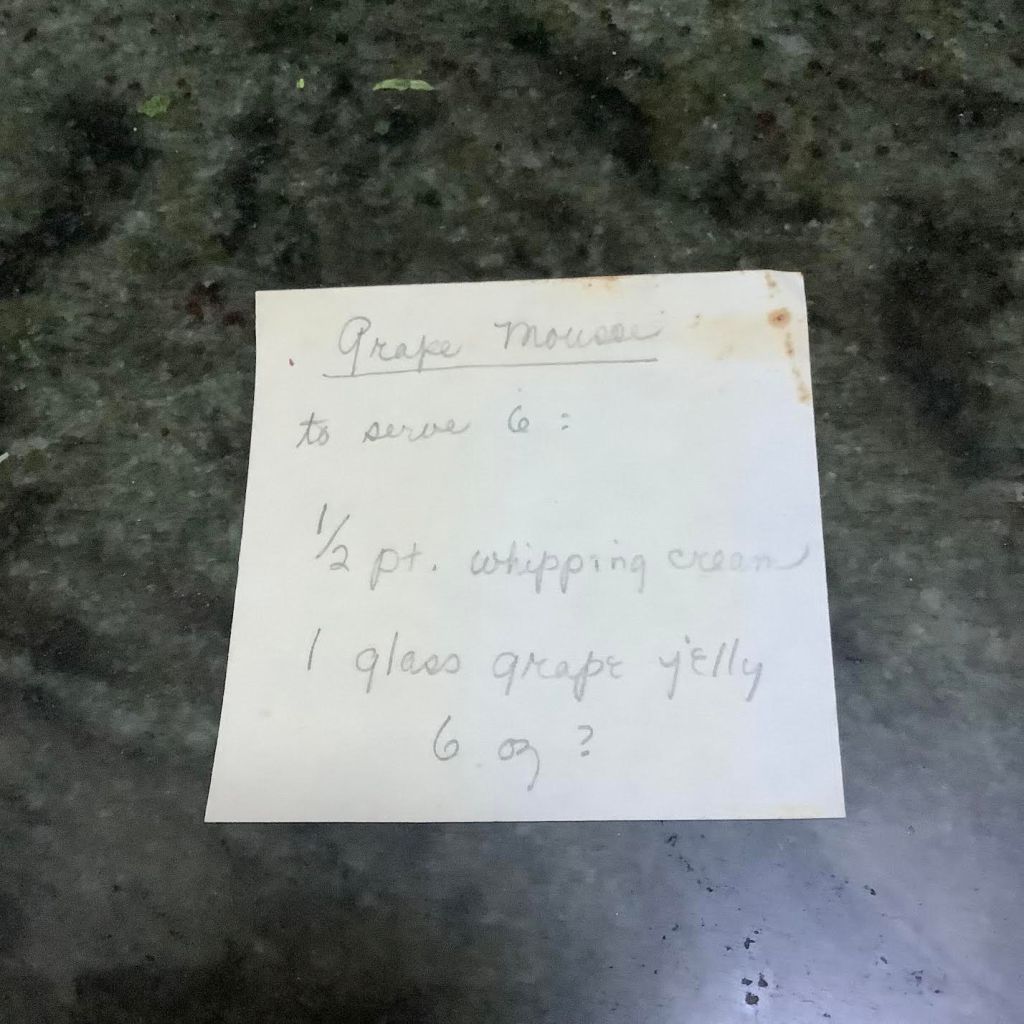 Grape Mousse
to serve 6 :
1/2 pt. whipping cream
1 glass grape jelly
6 oz ?